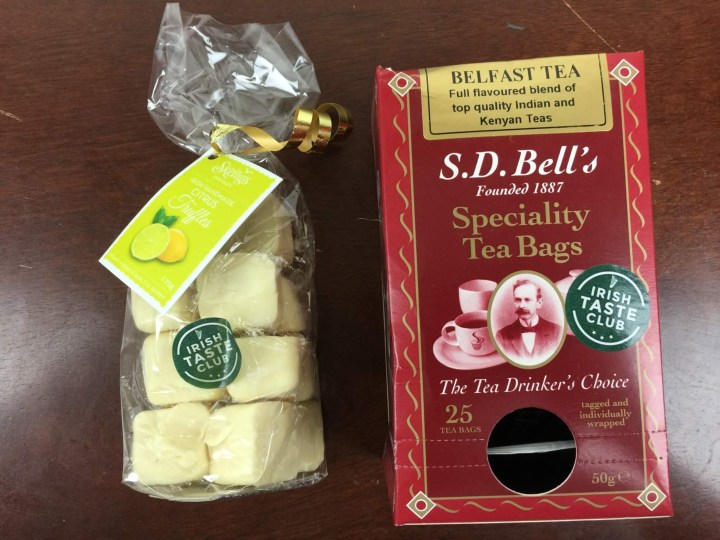 CITRUS
Truffles
IRISH
TASTE
CLUB
BELFAST TEA
Full flavoured blend of
top quality Indian and
Kenyan Teas
S.D. Bell's
Founded 1887
Speciality
Tea Bags
IRISH
TASTE
CLUB
The Tea Drinker's Choice
25
TEA BAGS
tagged and
individually
wrapped
50g℮